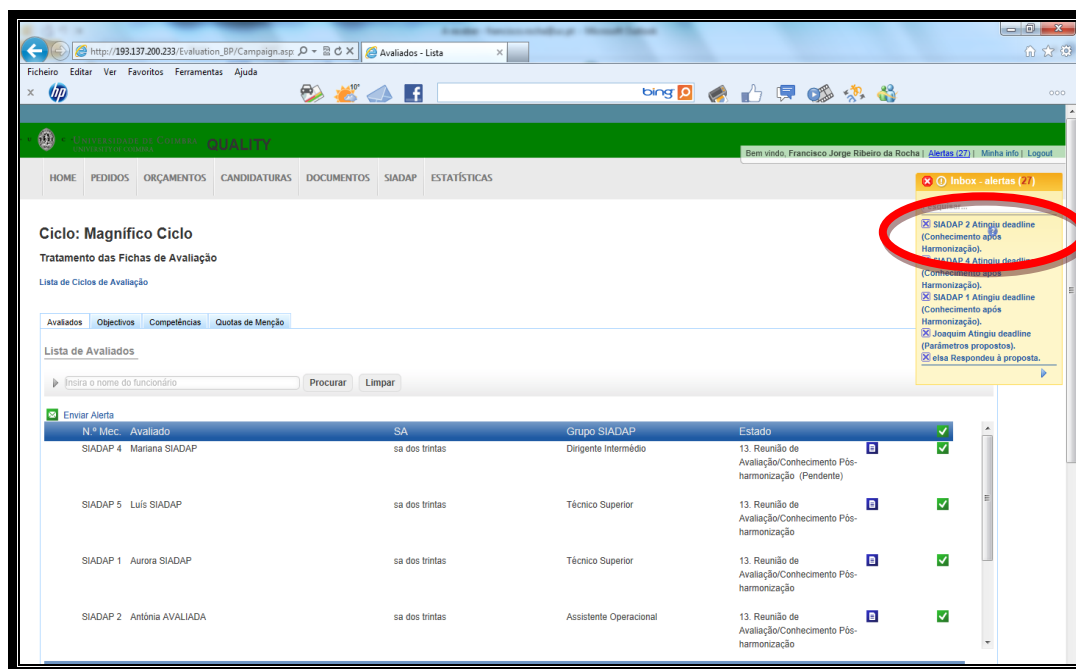 http://193.137.200.233/Evaluation_BP/Campaign.asp
Avaliados - Lista
Ficheiro Editar Ver Favoritos Ferramentas Ajuda
10°
bing
QUALITY
Bem vindo, Francisco Jorge Ribeiro da Rocha | Alertas (27) | Minha info | Logout
HOME PEDIDOS ORÇAMENTOS CANDIDATURAS DOCUMENTOS SIADAP ESTATÍSTICAS
Inbox - alertas (27)
SIADAP 2 Atingiu deadline
(Conhecimento após
Harmonização).
SIADAP 4 Atingiu deadline
(Conhecimento após
Harmonização).
SIADAP 1 Atingiu deadline
(Conhecimento após
Harmonização).
Joaquim Atingiu deadline
(Parâmetros propostos).
elsa Respondeu à proposta.
Ciclo: Magnífico Ciclo
Tratamento das Fichas de Avaliação
Lista de Ciclos de Avaliação
Avaliados Objectivos Competências Quotas de Menção
Lista de Avaliados
Insira o nome do funcionário Procurar Limpar
Enviar Alerta
N.º Mec. Avaliado SA Grupo SIADAP Estado
SIADAP 4 Mariana SIADAP sa dos trintas Dirigente Intermédio 13. Reunião de
Avaliação/Conhecimento Pós-
harmonização (Pendente)
SIADAP 5 Luís SIADAP sa dos trintas Técnico Superior 13. Reunião de
Avaliação/Conhecimento Pós-
harmonização
SIADAP 1 Aurora SIADAP sa dos trintas Técnico Superior 13. Reunião de
Avaliação/Conhecimento Pós-
harmonização
SIADAP 2 Antónia AVALIADA sa dos trintas Assistente Operacional 13. Reunião de
Avaliação/Conhecimento Pós-
harmonização